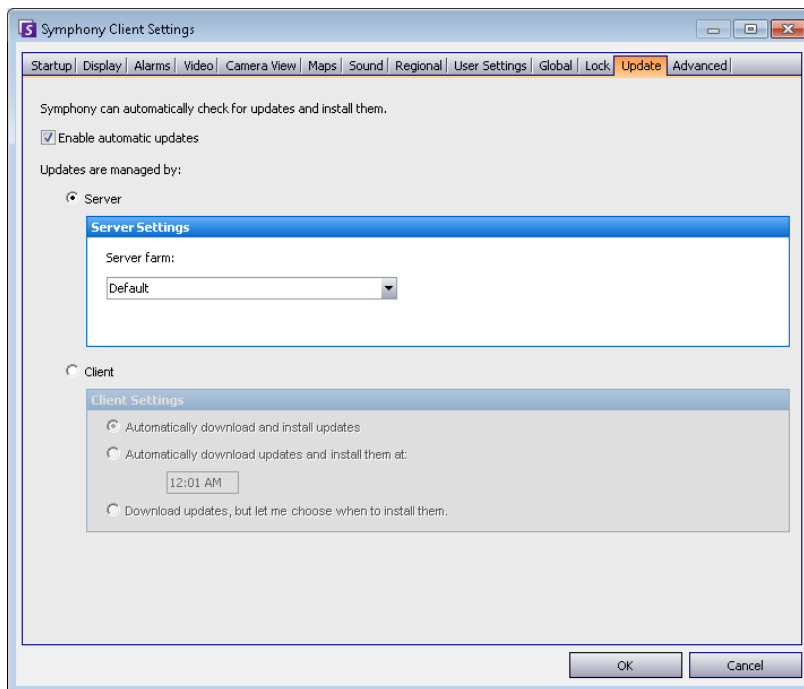 Symphony Client Settings
Startup Display Alarms Video Camera View Maps Sound Regional User Settings Global Lock Update Advanced
Symphony can automatically check for updates and install them.
Enable automatic updates
Updates are managed by:
Server
Server Settings
Server farm:
Default
Client
Client Settings
Automatically download and install updates
Automatically download updates and install them at:
12:01 AM
Download updates, but let me choose when to install them.
OK Cancel